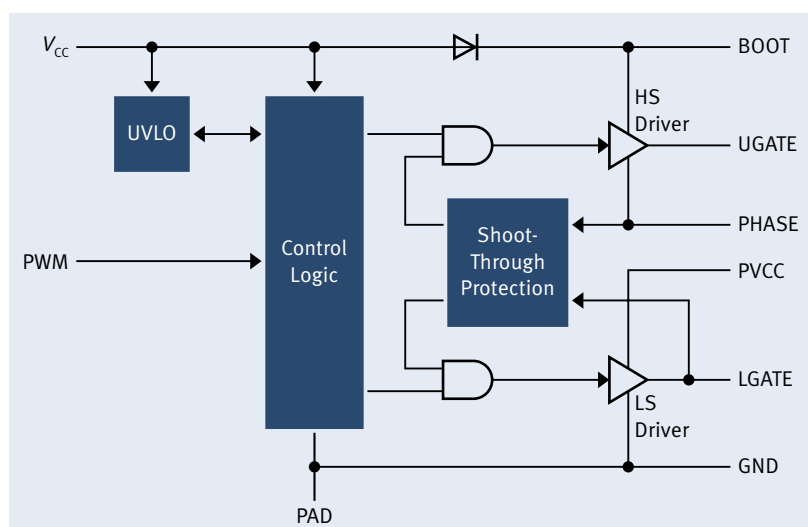 VCC
BOOT
HS
Driver
UVLO
UGATE
PHASE
Shoot-
Through
Protection
Control
Logic
PWM
PVCC
LGATE
LS
Driver
GND
PAD